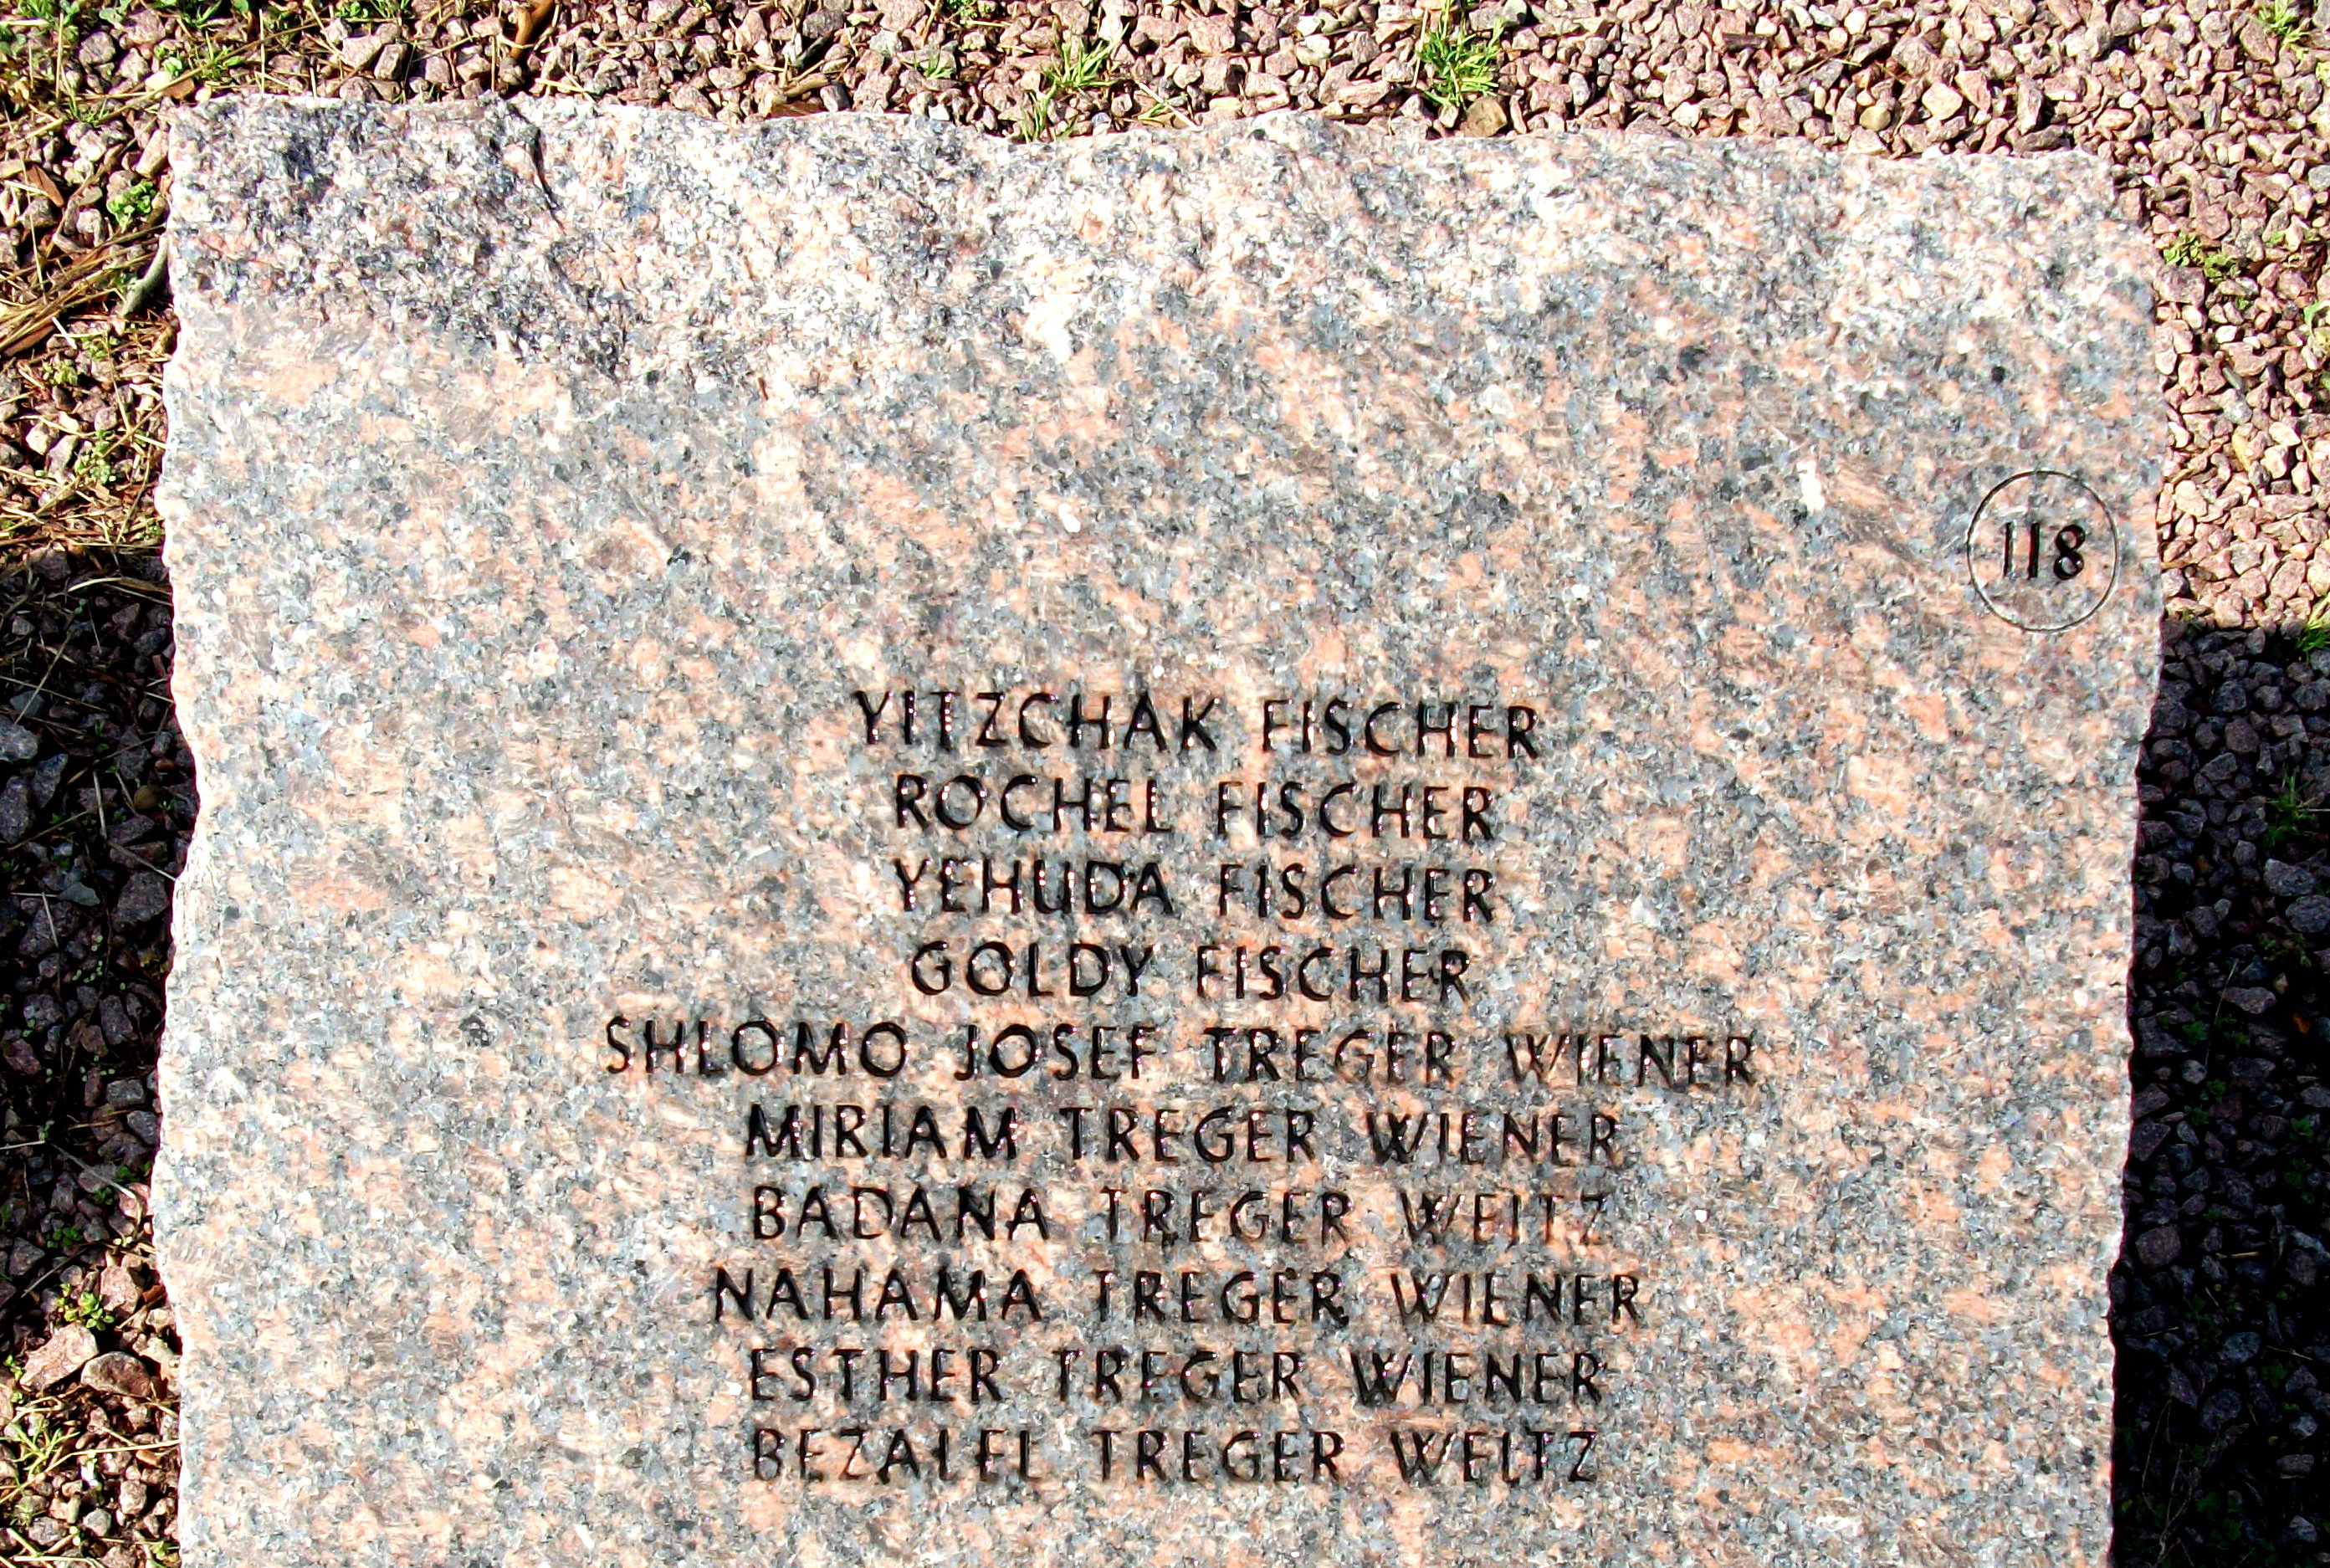 118
YITZCHAK FISCHER
ROCHEL FISCHER
YEHUDA FISCHER
GOLDY FISCHER
SHLOMO JOSEF TREGER WIENER
MIRIAM TREGER WIENER
BADANA TREGER WEITZ
NAHAMA TREGER WIENER
ESTHER TREGER WIENER
BEZALEL TREGER WEITZ